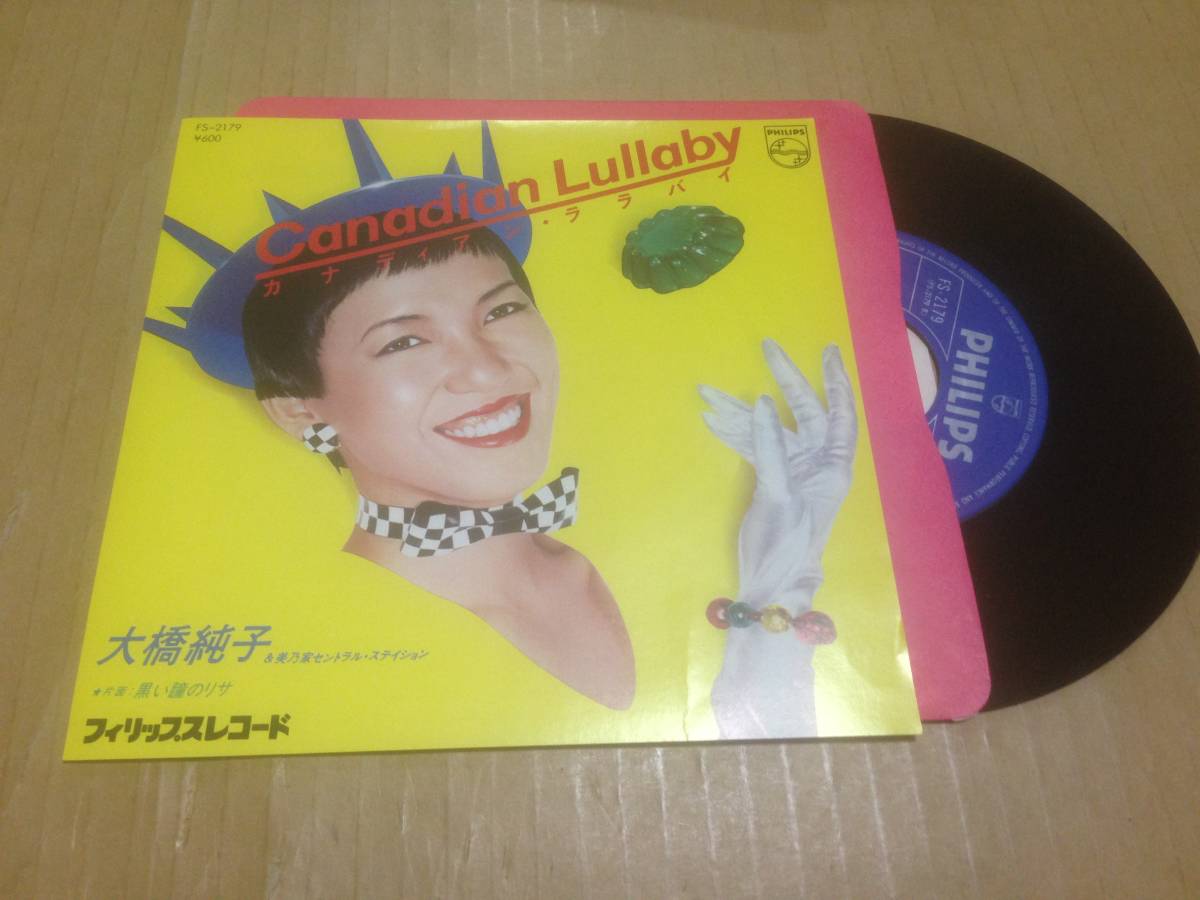 FS-2179
¥600
Canadian Lullaby
カナディアン・ララバイ
PHILIPS
大橋純子
&美乃家セントラル・ステイション
★片面:黒い瞳のリサ
フィリップスレコード
FS 2179
PHILIPS